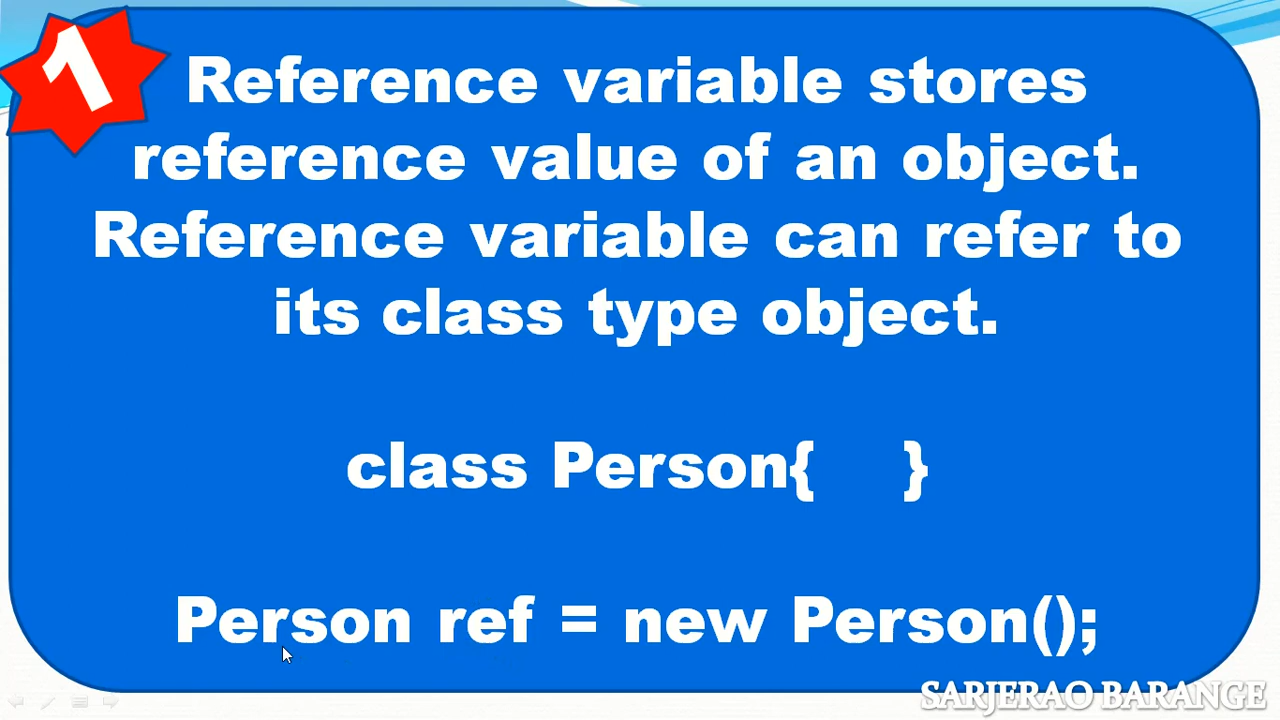 1
Reference variable stores
reference value of an object.
Reference variable can refer to
its class type object.
class Person{ }
Person ref = new Person();
SARJERAO BARANGE